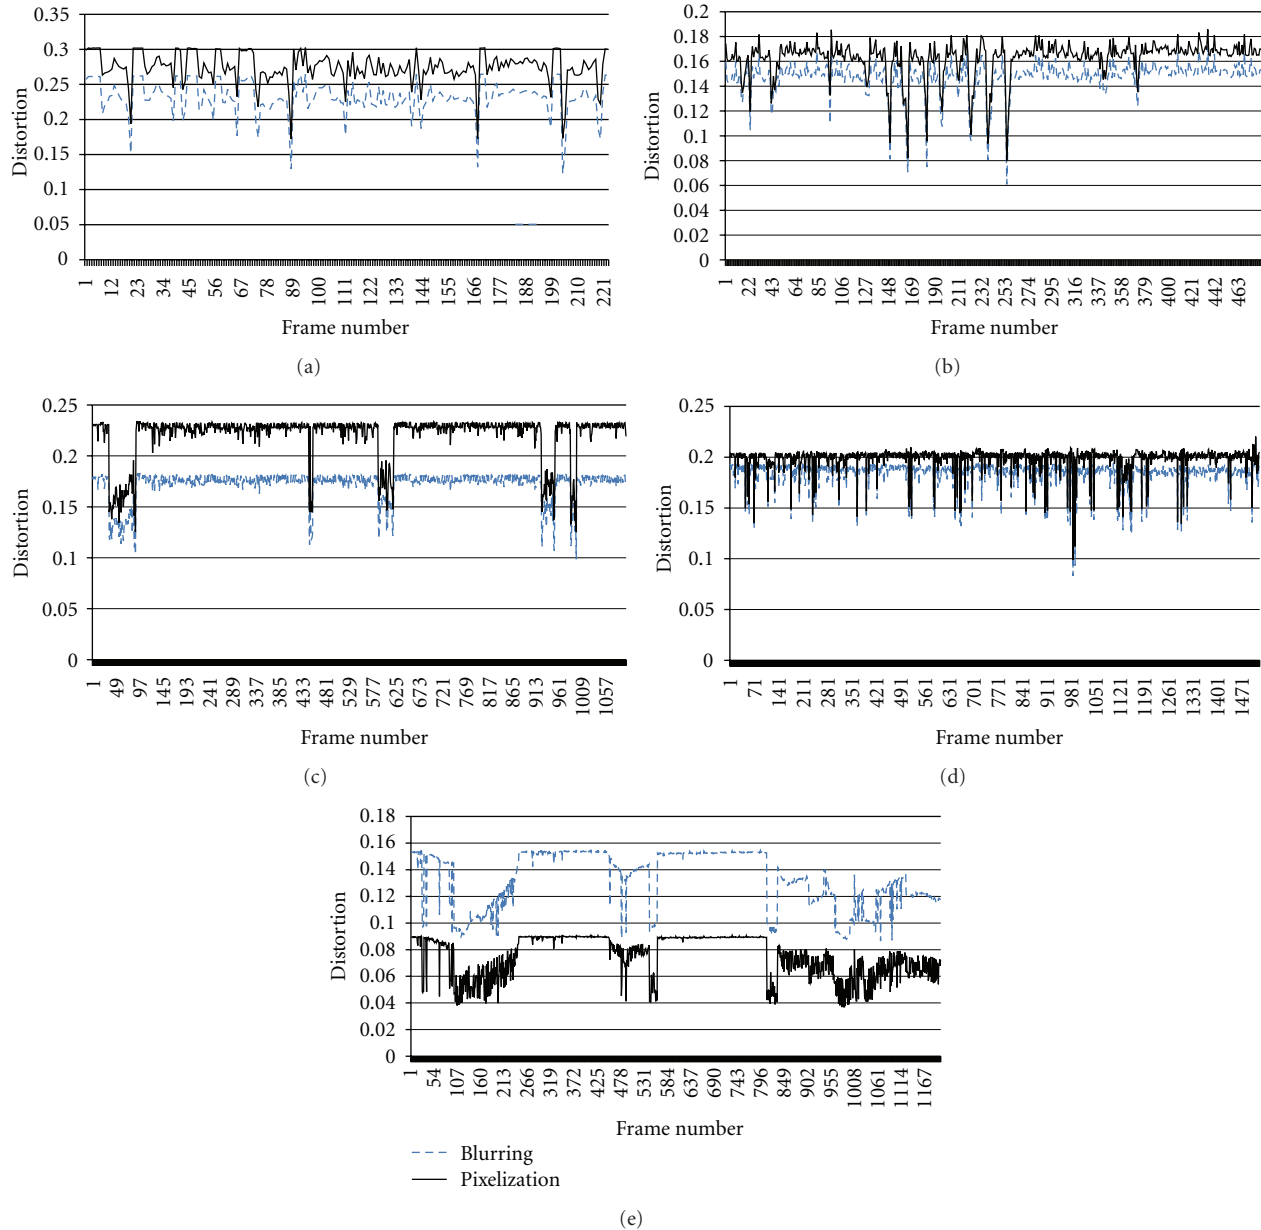 0.35
0.3
0.25
0.2
0.15
0.1
0.05
0
Distortion
1 12 23 34 45 56 67 78 89 100 111 122 133 144 155 166 177 188 199 210 221
Frame number
(a)
0.2
0.18
0.16
0.14
0.12
0.1
0.08
0.06
0.04
0.02
0
Distortion
1 22 43 64 85 106 127 148 169 190 211 232 253 274 295 316 337 358 379 400 421 442 463
Frame number
(b)
0.25
0.2
0.15
0.1
0.05
0
Distortion
1 49 97 145 193 241 289 337 385 433 481 529 577 625 673 721 769 817 865 913 961 1009 1057
Frame number
(c)
0.25
0.2
0.15
0.1
0.05
0
Distortion
1 71 141 211 281 351 421 491 561 631 701 771 841 911 981 1051 1121 1191 1261 1331 1401 1471
Frame number
(d)
0.18
0.16
0.14
0.12
0.1
0.08
0.06
0.04
0.02
0
Distortion
1 54 107 160 213 266 319 372 425 478 531 584 637 690 743 796 849 902 955 1008 1061 1114 1167
Frame number
Blurring
Pixelization
(e)